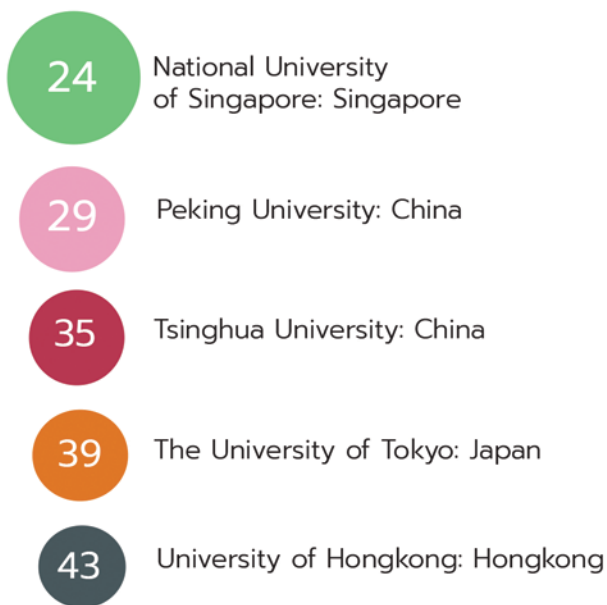 24
National University
of Singapore: Singapore
29
Peking University: China
35
Tsinghua University: China
39
The University of Tokyo: Japan
43
University of Hongkong: Hongkong